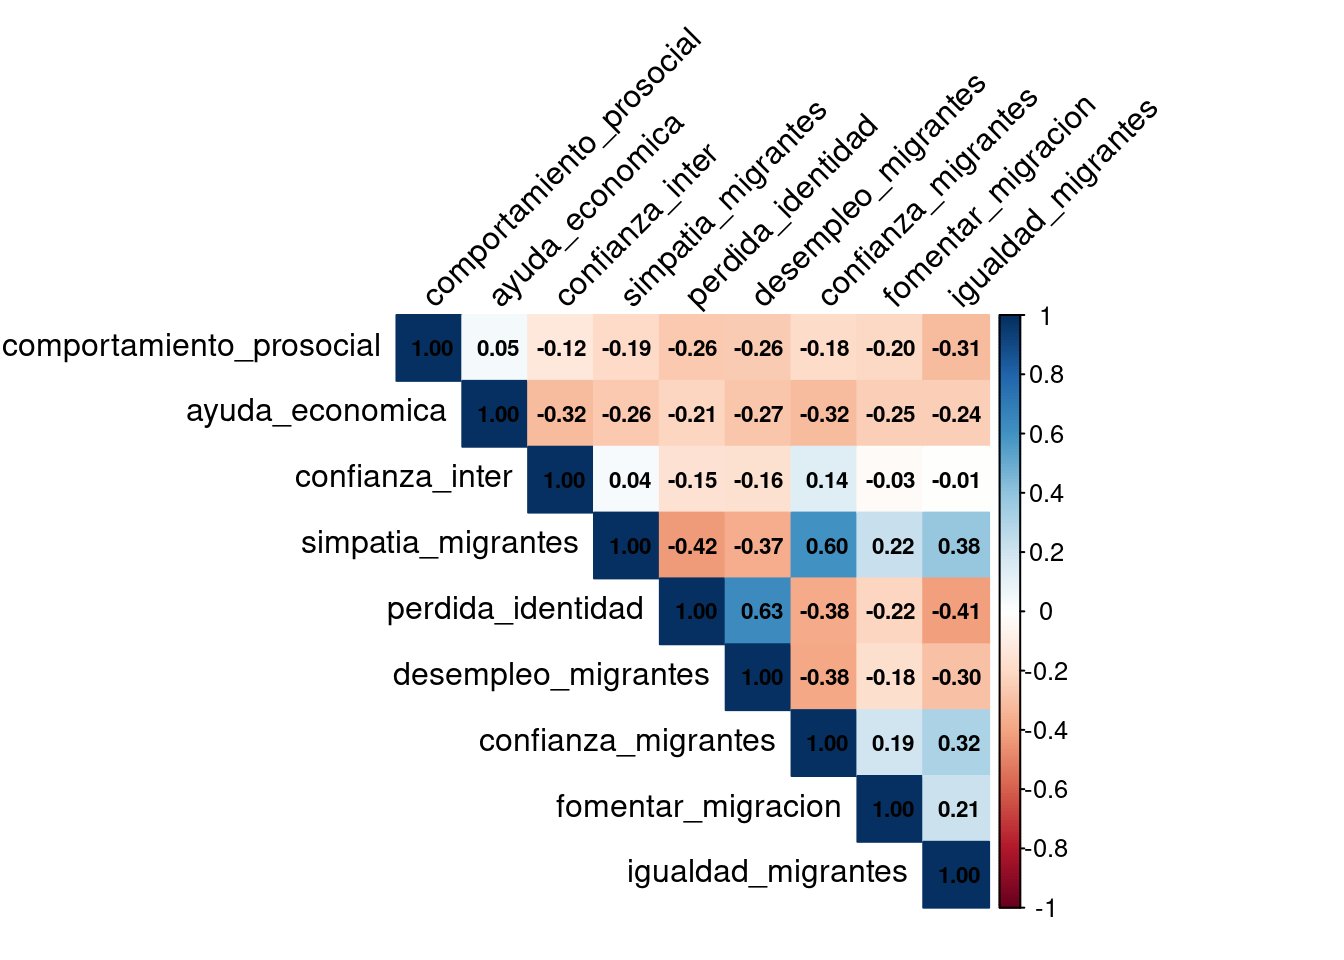 comportamiento_prosocial
ayuda_economica
confianza_inter
simpatia_migrantes
perdida_identidad
desempleo_migrantes
confianza_migrantes
fomentar_migracion
igualdad_migrantes
comportamiento_prosocial 1.00 0.05 -0.12 -0.19 -0.26 -0.26 -0.18 -0.20 -0.31
ayuda_economica 1.00 -0.32 -0.26 -0.21 -0.27 -0.32 -0.25 -0.24
confianza_inter 1.00 0.04 -0.15 -0.16 0.14 -0.03 -0.01
simpatia_migrantes 1.00 -0.42 -0.37 0.60 0.22 0.38
perdida_identidad 1.00 0.63 -0.38 -0.22 -0.41
desempleo_migrantes 1.00 -0.38 -0.18 -0.30
confianza_migrantes 1.00 0.19 0.32
fomentar_migracion 1.00 0.21
igualdad_migrantes 1.00
1
0.8
0.6
0.4
0.2
0
-0.2
-0.4
-0.6
-0.8
-1